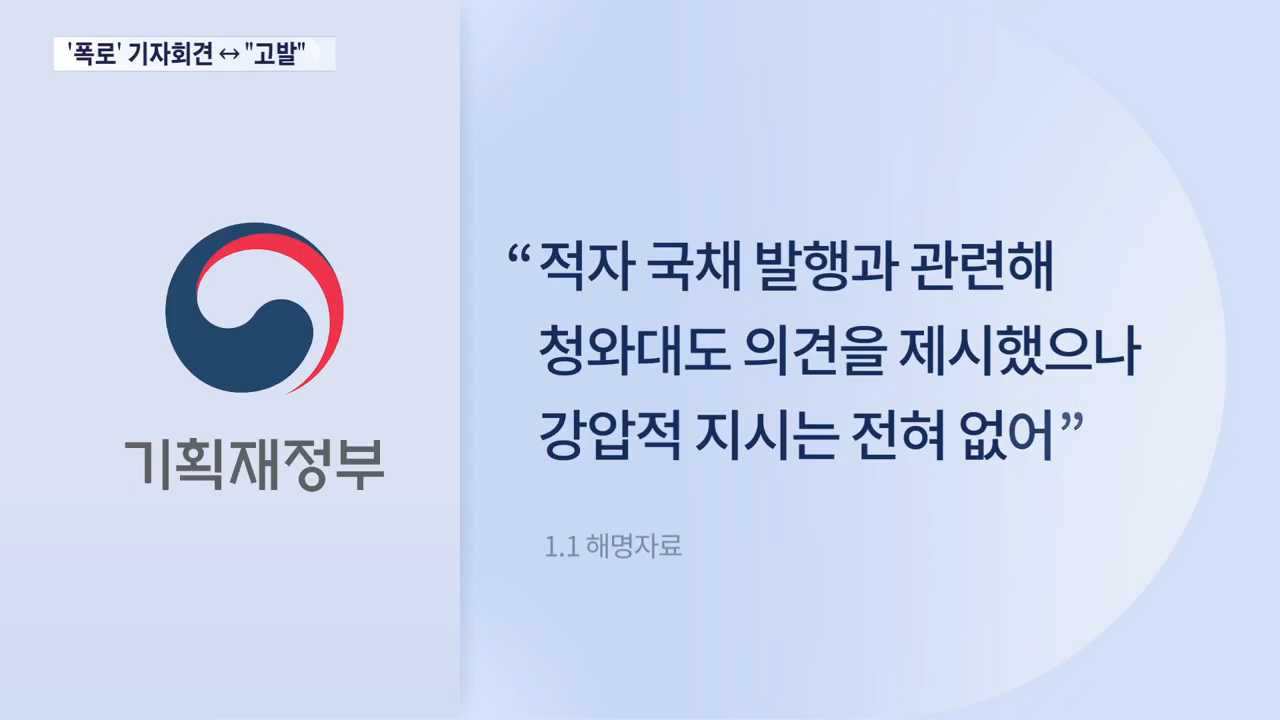 '폭로' 기자회견 ↔ "고발"
기획재정부
“적자 국채 발행과 관련해
청와대도 의견을 제시했으나
강압적 지시는 전혀 없어”
1.1 해명자료